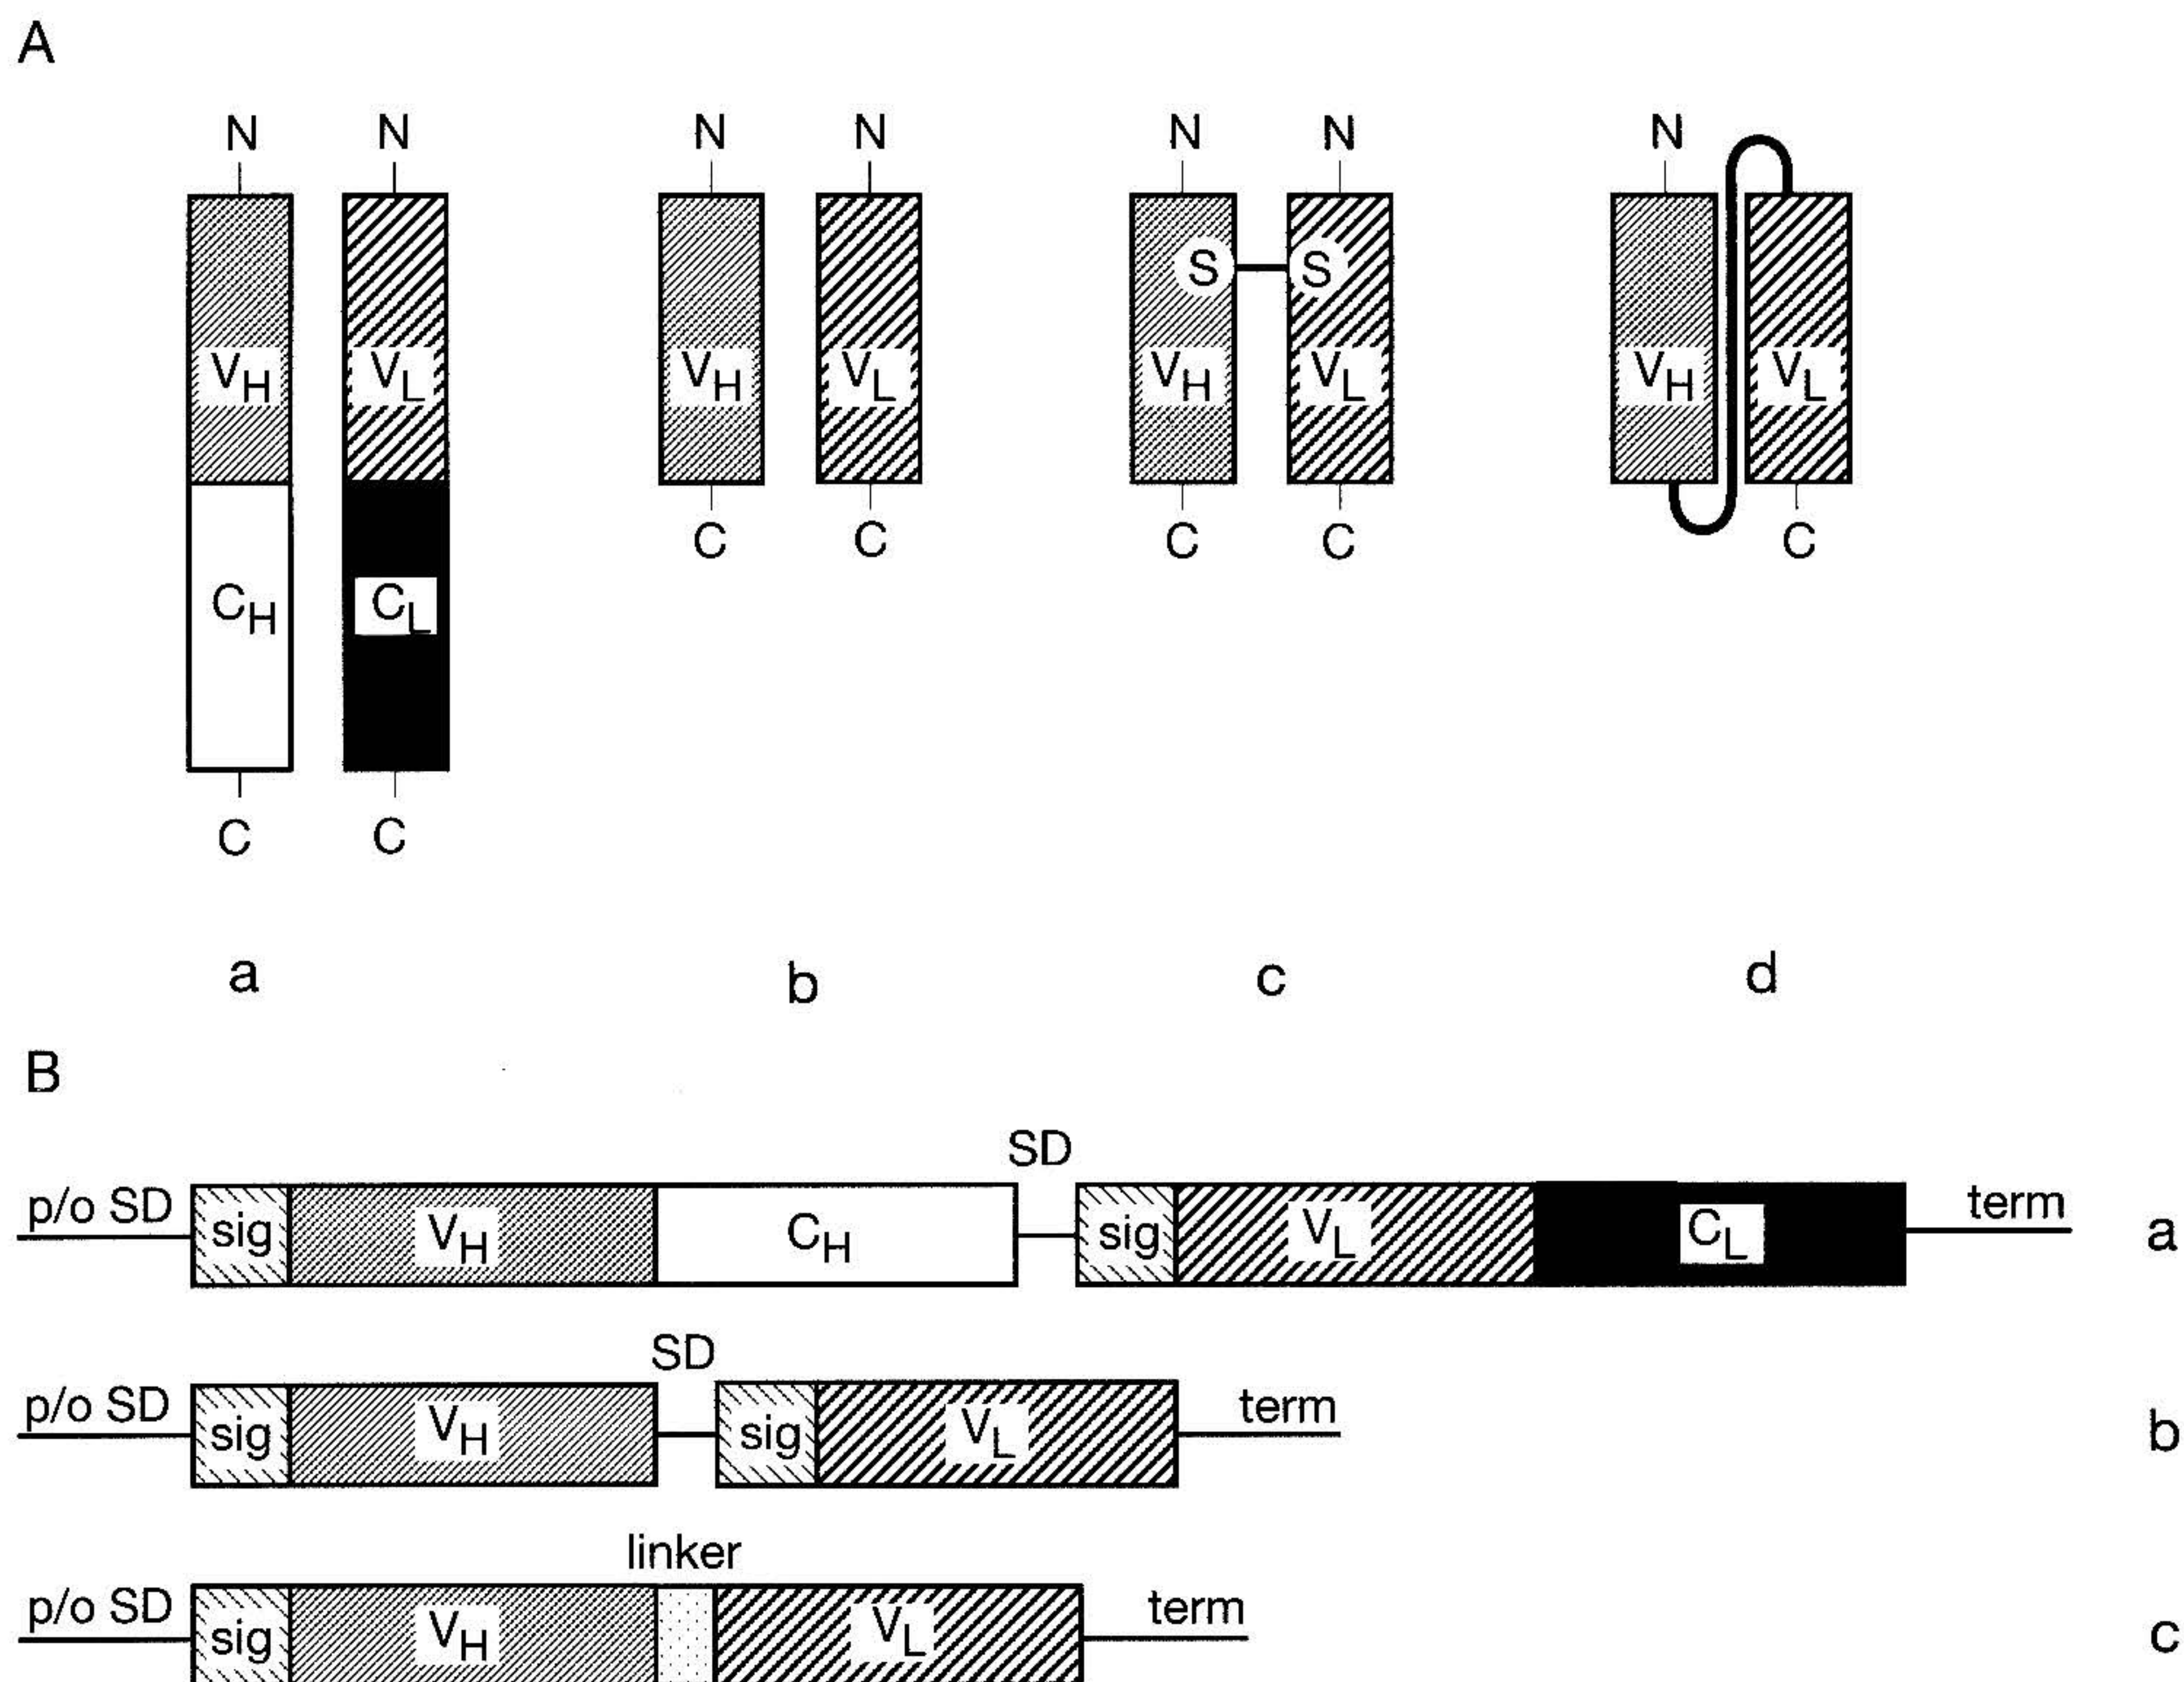 A
N N N N N N N
S S
VH VL VH VL VH VL VH VL
C C C C C
CH CL
C C
a b c d
B
SD
p/o SD sig VH CH sig VL CL term a
SD
p/o SD sig VH sig VL term b
linker
p/o SD sig VH VL term c